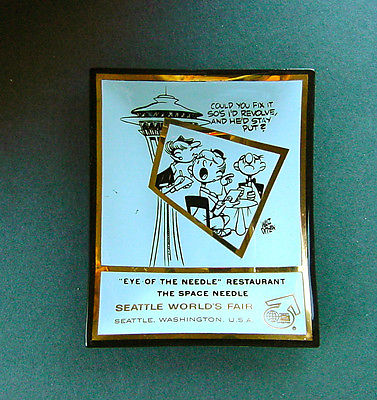 COULD YOU FIX IT
SO'S I'D REVOLVE,
AND HE'D STAY
PUT?
"EYE OF THE NEEDLE" RESTAURANT
THE SPACE NEEDLE
SEATTLE WORLD'S FAIR
SEATTLE, WASHINGTON, U.S.A.